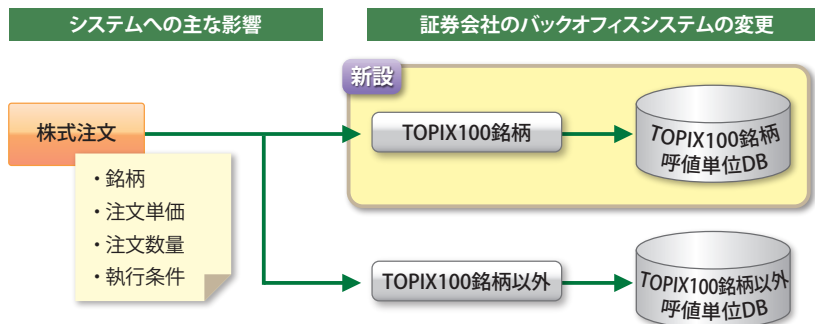 システムへの主な影響
証券会社のバックオフィスシステムの変更
新設
株式注文
・銘柄
・注文単価
・注文数量
・執行条件
TOPIX100銘柄
TOPIX100銘柄
呼値単位DB
TOPIX100銘柄以外
TOPIX100銘柄以外
呼値単位DB